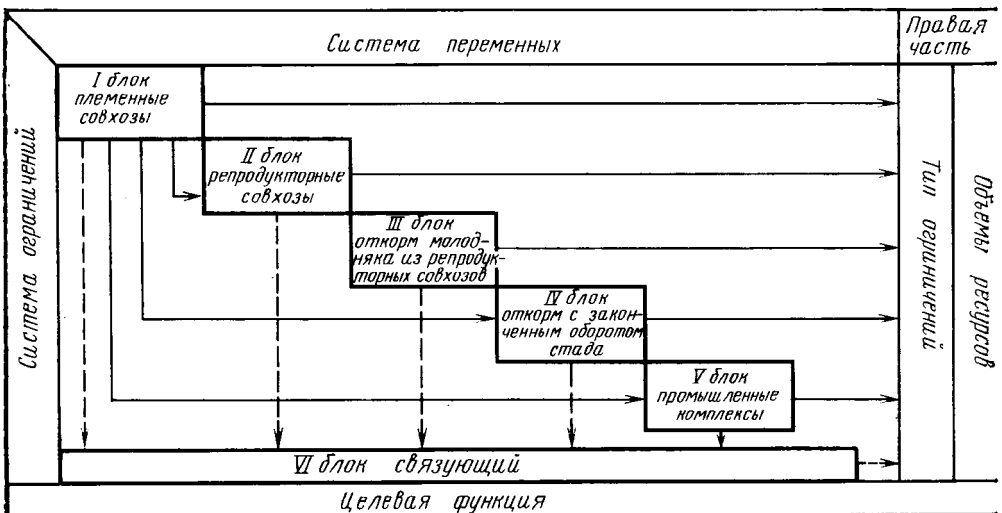 Система переменных
Правая
часть
I блок
племенные
совхозы
II блок
репродукторные
совхозы
III блок
откорм молод-
няка из репродук-
торных совхозов
IV блок
откорм с закон-
ченным оборотом
стада
V блок
промышленные
комплексы
VI блок связующий
Целевая функция
Система ограничений
Тип ограничений
Объемы ресурсов